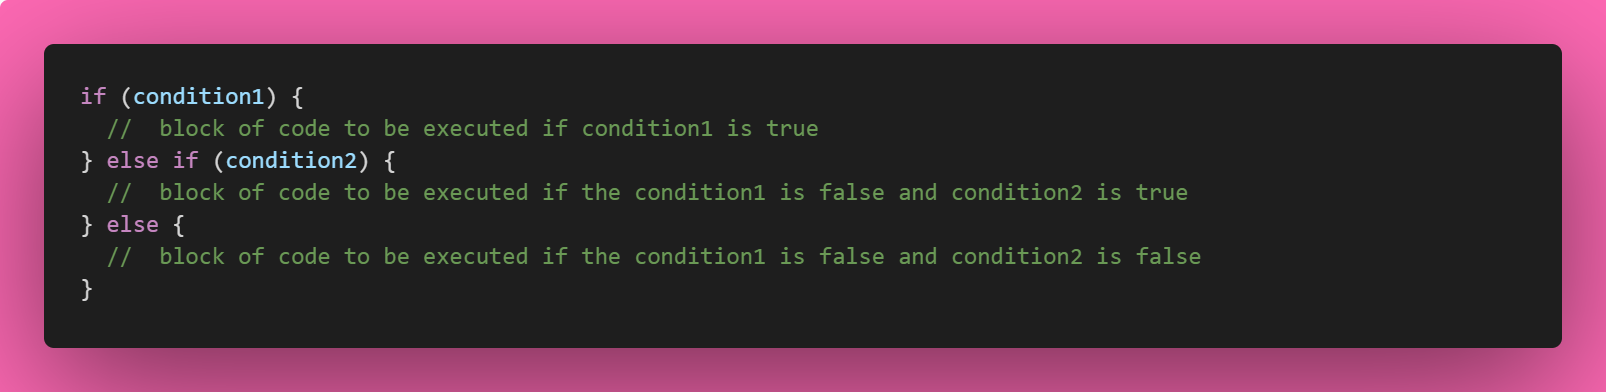 if (condition1) {
  //  block of code to be executed if condition1 is true
} else if (condition2) {
  //  block of code to be executed if the condition1 is false and condition2 is true
} else {
  //  block of code to be executed if the condition1 is false and condition2 is false
}